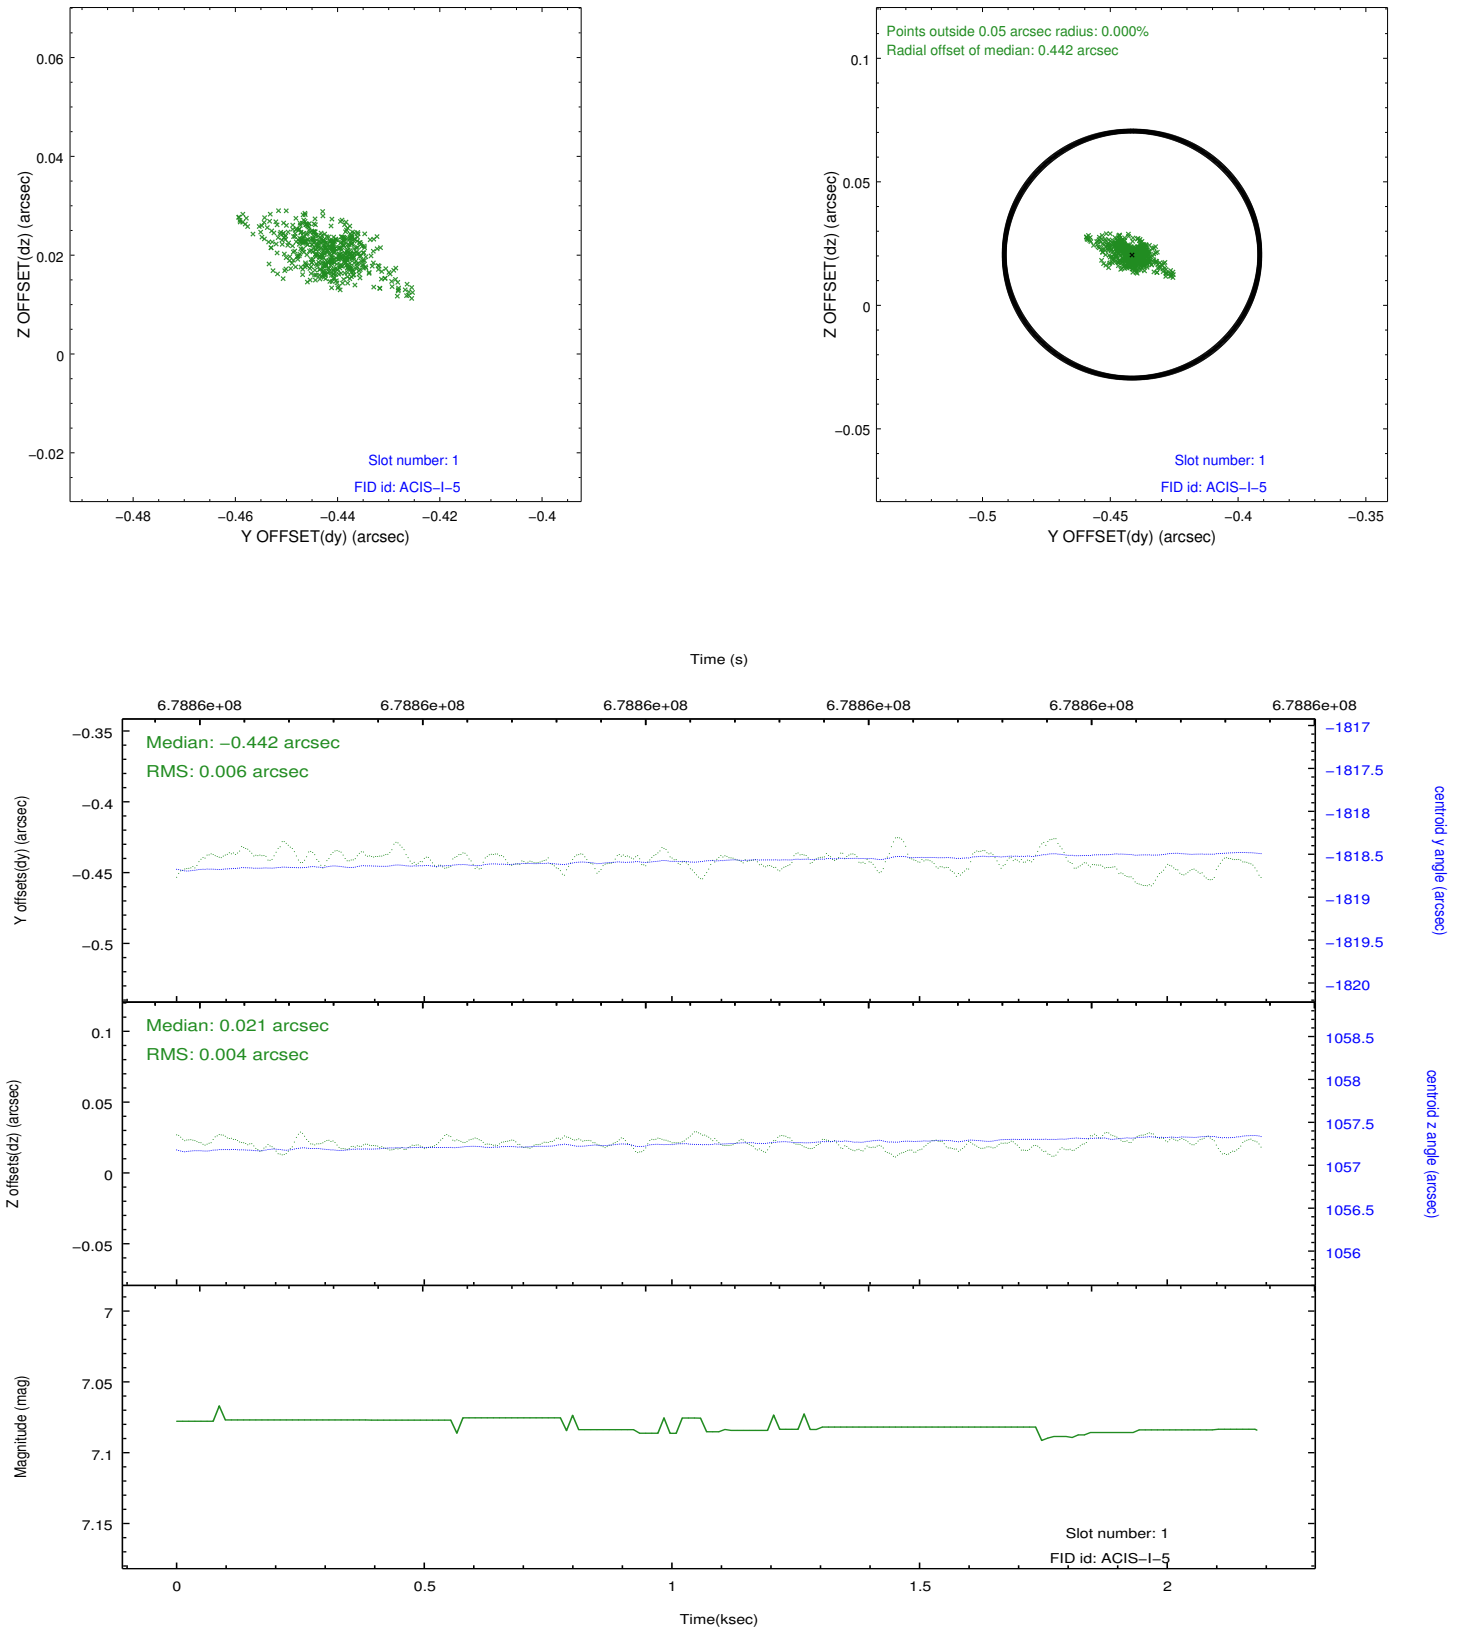 0.06
0.04
0.02
0
−0.02
Z OFFSET(dz) (arcsec)
Slot number: 1
FID id: ACIS−I−5
−0.48 −0.46 −0.44 −0.42 −0.4
Y OFFSET(dy) (arcsec)
Points outside 0.05 arcsec radius: 0.000%
Radial offset of median: 0.442 arcsec
0.1
0.05
0
−0.05
Z OFFSET(dz) (arcsec)
Slot number: 1
FID id: ACIS−I−5
−0.5 −0.45 −0.4 −0.35
Y OFFSET(dy) (arcsec)
Time (s)
6.7886e+08 6.7886e+08 6.7886e+08 6.7886e+08 6.7886e+08 6.7886e+08
Median: −0.442 arcsec
RMS: 0.006 arcsec
−0.35
−0.4
−0.45
−0.5
Y offsets(dy) (arcsec)
−1817
−1817.5
−1818
−1818.5
−1819
−1819.5
−1820
centroid y angle (arcsec)
Median: 0.021 arcsec
RMS: 0.004 arcsec
0.1
0.05
0
−0.05
Z offsets(dz) (arcsec)
1058.5
1058
1057.5
1057
1056.5
1056
centroid z angle (arcsec)
7
7.05
7.1
7.15
Magnitude (mag)
Slot number: 1
FID id: ACIS−I−5
0 0.5 1 1.5 2
Time(ksec)